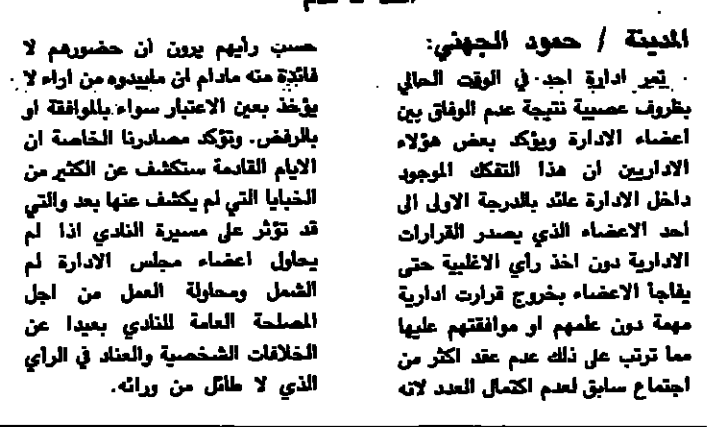 المدينة / حمود الجهني:
تمر ادارة احد في الوقت الحالي
بظروف عصيبة نتيجة عدم الوفاق بين
اعضاء الادارة ويؤكد بعض هؤلاء
الاداريين ان هذا التفكك الموجود
داخل الادارة عائد بالدرجة الاولى الى
احد الاعضاء الذي يصدر القرارات
الادارية دون اخذ رأي الاغلبية حتى
يفاجأ الاعضاء بخروج قرارت ادارية
مهمة دون علمهم او موافقتهم عليها
مما ترتب على ذلك عدم عقد اكثر من
اجتماع سابق لعدم اكتمال العدد لانه
حسب رأيهم يرون ان حضورهم لا
فائدة منه مادام ان مايبدوه من اراء لا
يؤخذ بعين الاعتبار سواء بالموافقة او
بالرفض. وتؤكد مصادرنا الخاصة ان
الايام القادمة ستكشف عن الكثير من
الخبايا التي لم يكشف عنها بعد والتي
قد تؤثر على مسيرة النادي اذا لم
يحاول اعضاء مجلس الادارة لم
الشمل ومحاولة العمل من اجل
المصلحة العامة للنادي بعيدا عن
الخلافات الشخصية والعناد في الرأي
الذي لا طائل من ورائه.